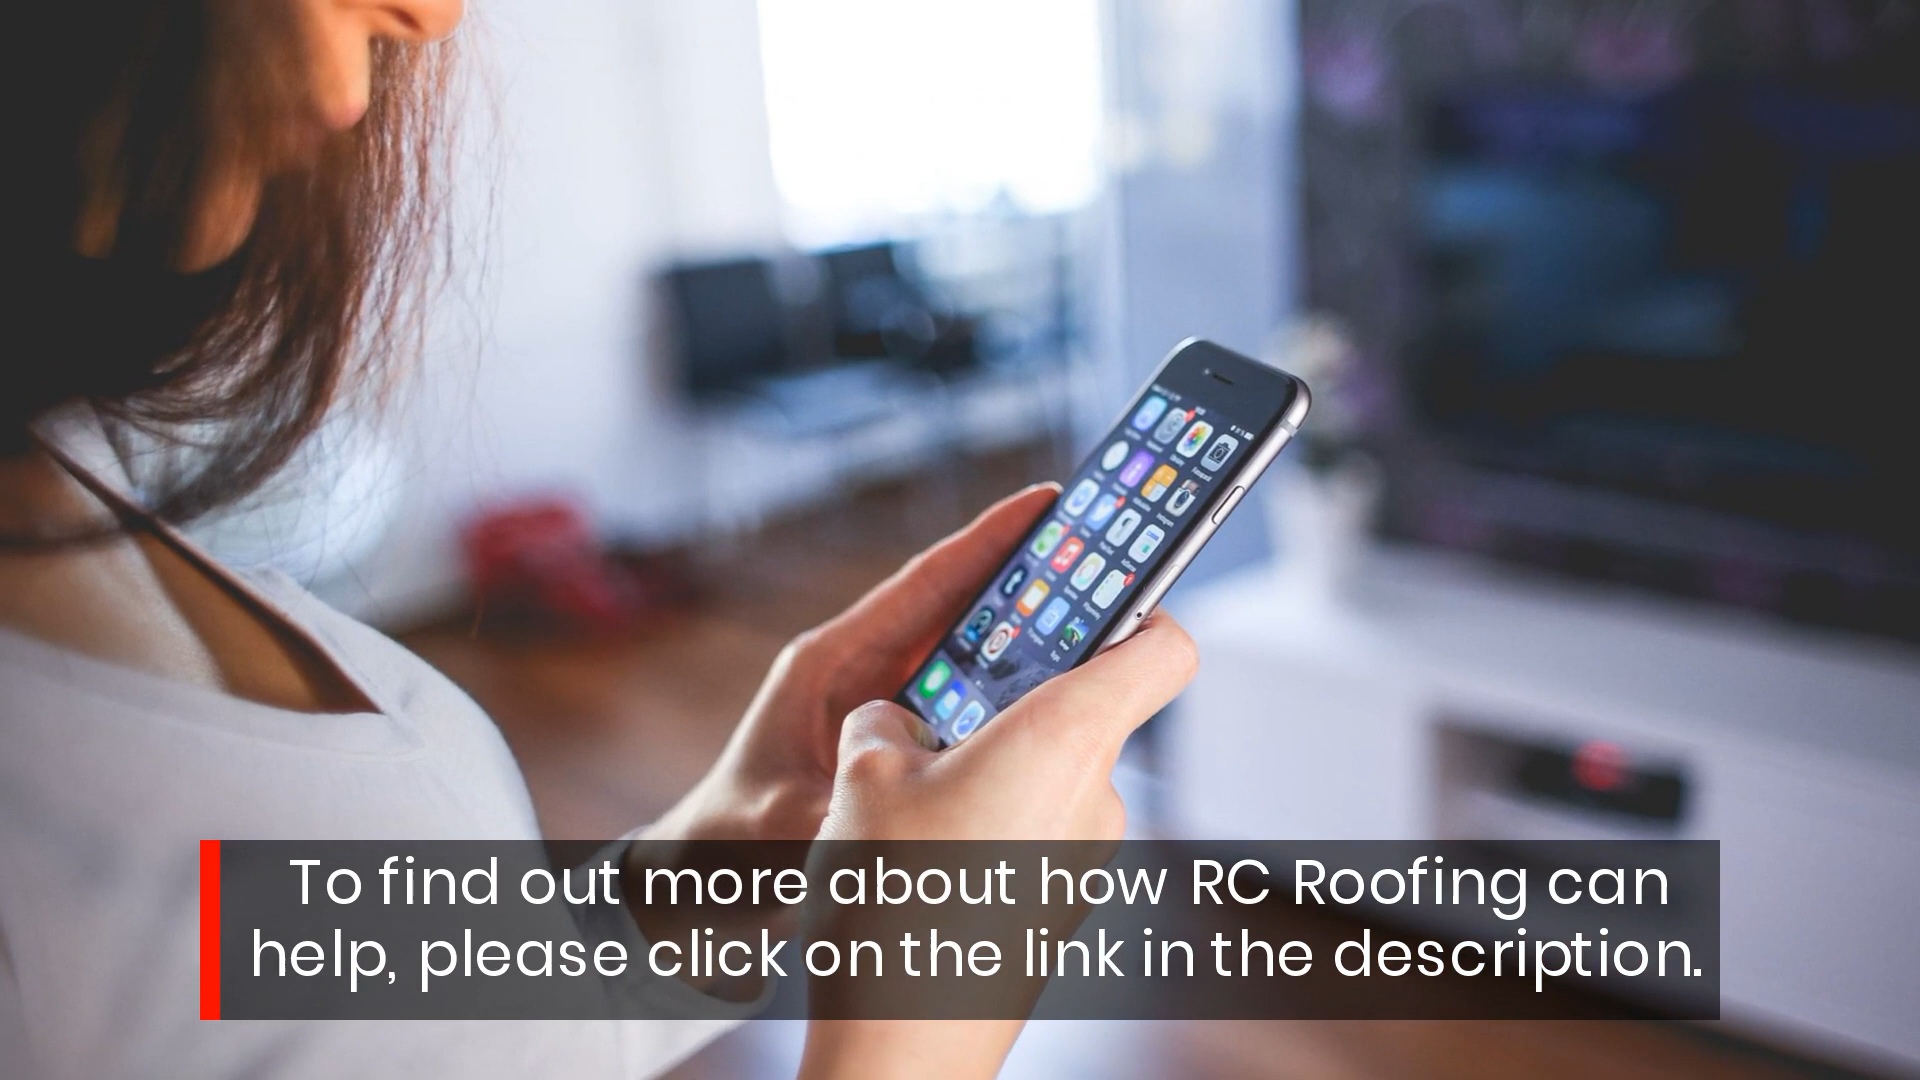 To find out more about how RC Roofing can
help, please click on the link in the description.